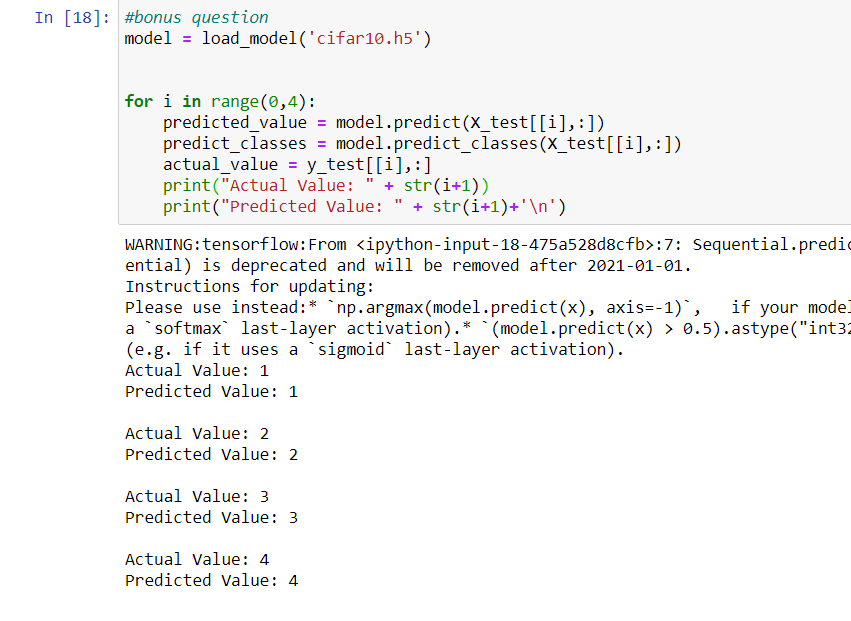 In [18]: #bonus question
model = load_model('cifar10.h5')
for i in range(0,4):
predicted_value = model.predict(X_test[[i],:])
predict_classes = model.predict_classes(X_test[[i],:])
actual_value = y_test[[i],:]
print("Actual Value: " + str(i+1))
print("Predicted Value: " + str(i+1)+'\n')
WARNING:tensorflow:From <ipython-input-18-475a528d8cfb>:7: Sequential.predic
ential) is deprecated and will be removed after 2021-01-01.
Instructions for updating:
Please use instead:* `np.argmax(model.predict(x), axis=-1)`,   if your model
a `softmax` last-layer activation).* `(model.predict(x) > 0.5).astype("int32
(e.g. if it uses a `sigmoid` last-layer activation).
Actual Value: 1
Predicted Value: 1
Actual Value: 2
Predicted Value: 2
Actual Value: 3
Predicted Value: 3
Actual Value: 4
Predicted Value: 4